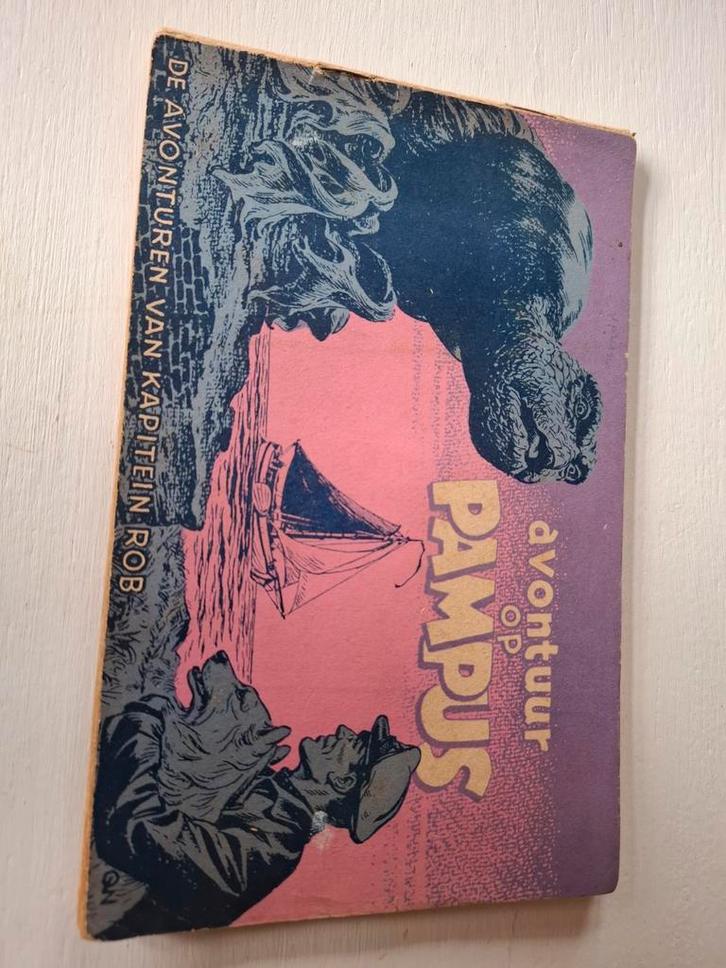 avontuur
op
PAMPUS
DE AVONTUREN VAN KAPITEIN ROB